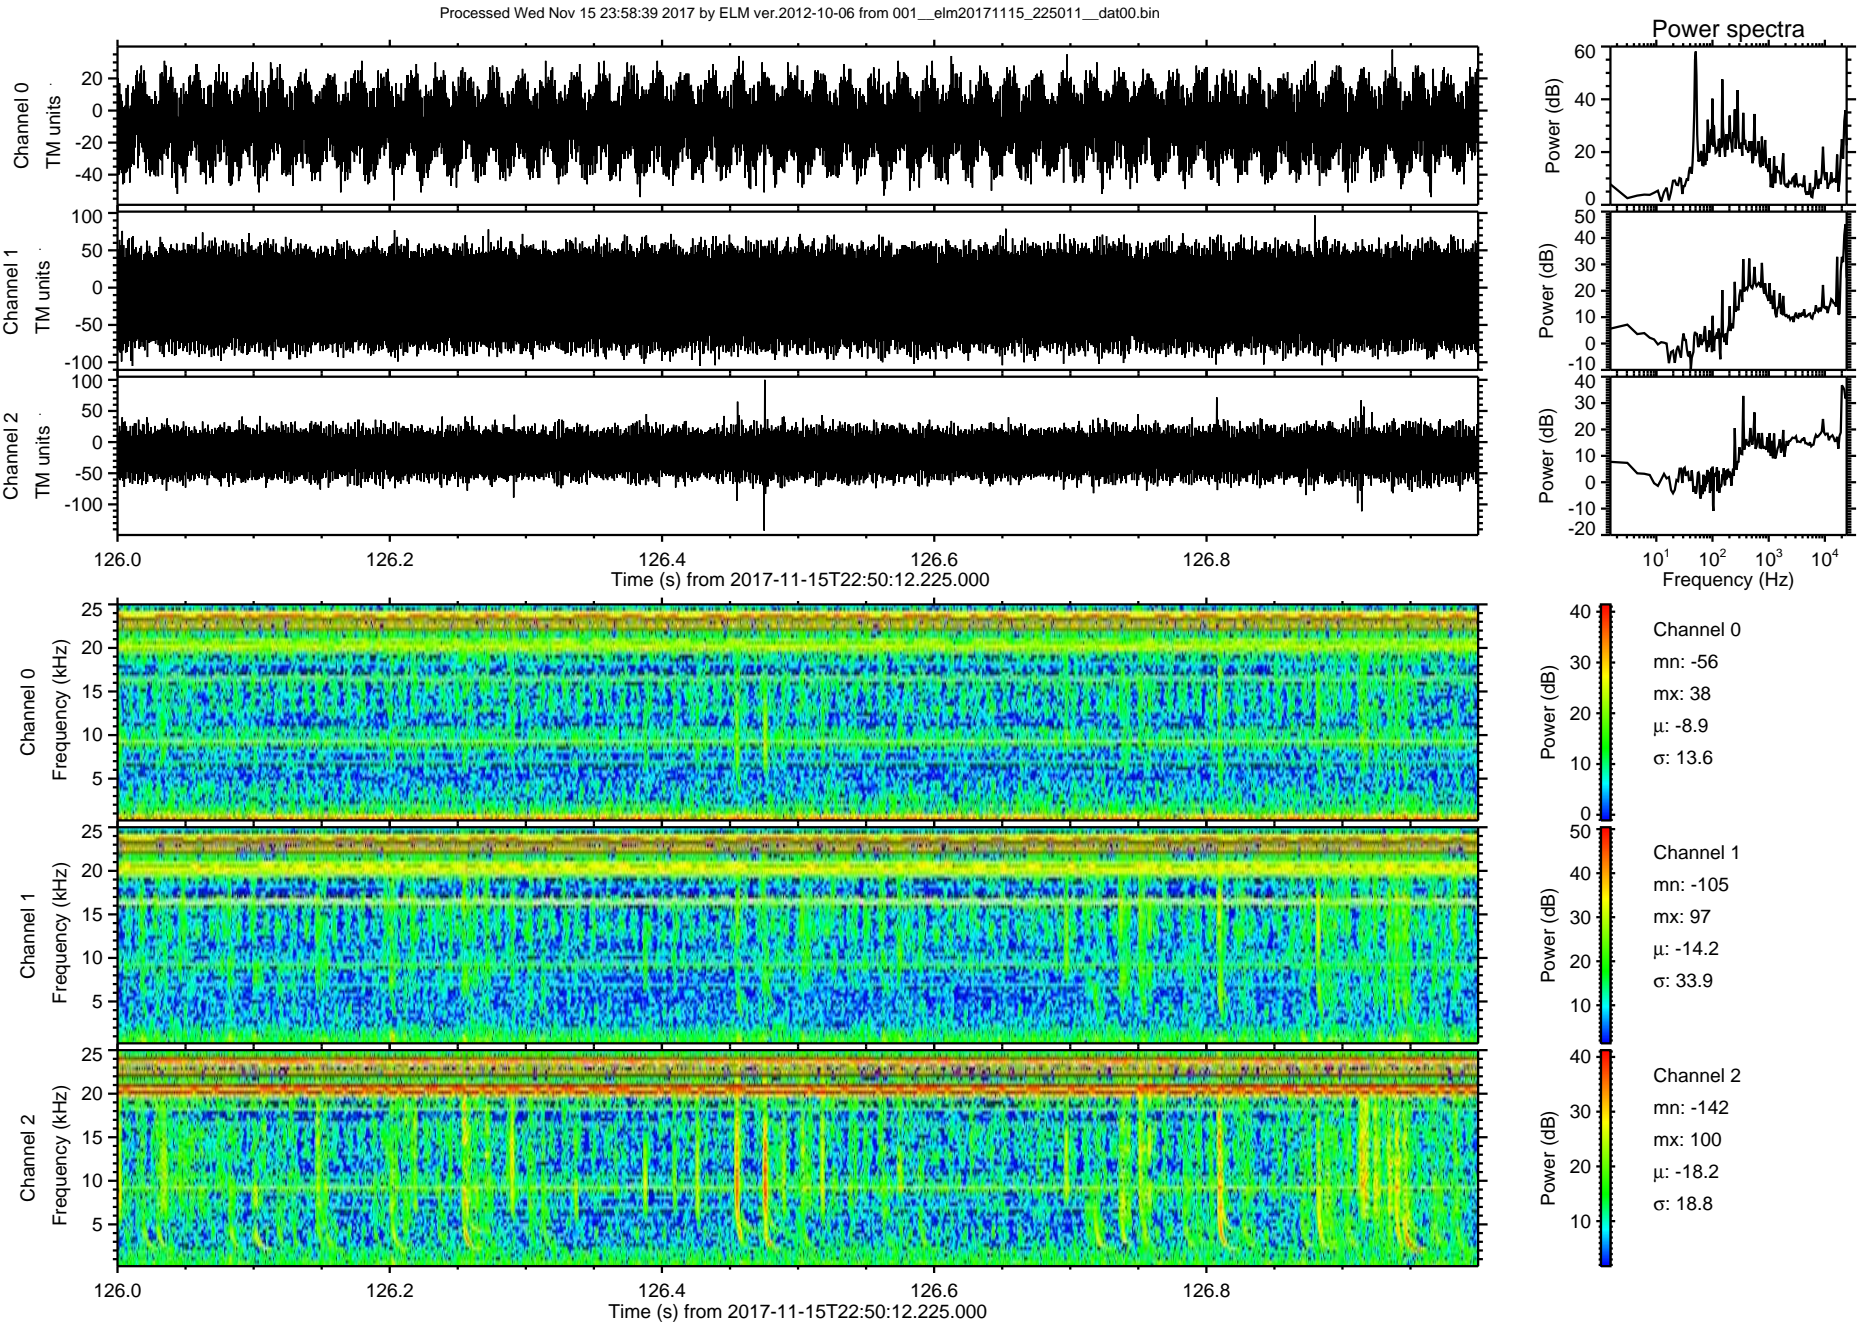 Processed Wed Nov 15 23:58:39 2017 by ELM ver.2012-10-06 from 001__elm20171115_225011__dat00.bin
Power spectra
Channel 0
TM units
20
0
-20
-40
Power (dB)
60
40
20
0
Channel 1
TM units
100
50
0
-50
-100
Power (dB)
50
40
30
20
10
0
-10
Channel 2
TM units
100
50
0
-50
-100
Power (dB)
40
30
20
10
0
-10
-20
126.0 126.2 126.4 126.6 126.8
Time (s) from 2017-11-15T22:50:12.225.000
10¹ 10² 10³ 10⁴
Frequency (Hz)
Channel 0
Frequency (kHz)
25
20
15
10
5
Power (dB)
40
30
20
10
0
Channel 0
mn: -56
mx: 38
μ: -8.9
σ: 13.6
Channel 1
Frequency (kHz)
25
20
15
10
5
Power (dB)
50
40
30
20
10
Channel 1
mn: -105
mx: 97
μ: -14.2
σ: 33.9
Channel 2
Frequency (kHz)
25
20
15
10
5
Power (dB)
40
30
20
10
Channel 2
mn: -142
mx: 100
μ: -18.2
σ: 18.8
126.0 126.2 126.4 126.6 126.8
Time (s) from 2017-11-15T22:50:12.225.000